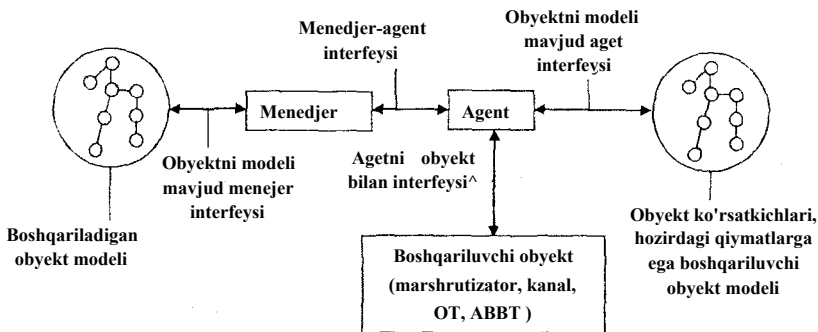 Menedjer-agent
interfeysi
Obyektni modeli
mavjud aget
interfeysi
Menedjer
Agent
Obyektni modeli
mavjud menejer
interfeysi
Agetni obyekt
bilan interfeysi^
Boshqariladigan
obyekt modeli
Obyekt ko'rsatkichlari,
hozirdagi qiymatlarga
ega boshqariluvchi
obyekt modeli
Boshqariluvchi obyekt
(marshrutizator, kanal,
OT, ABBT )